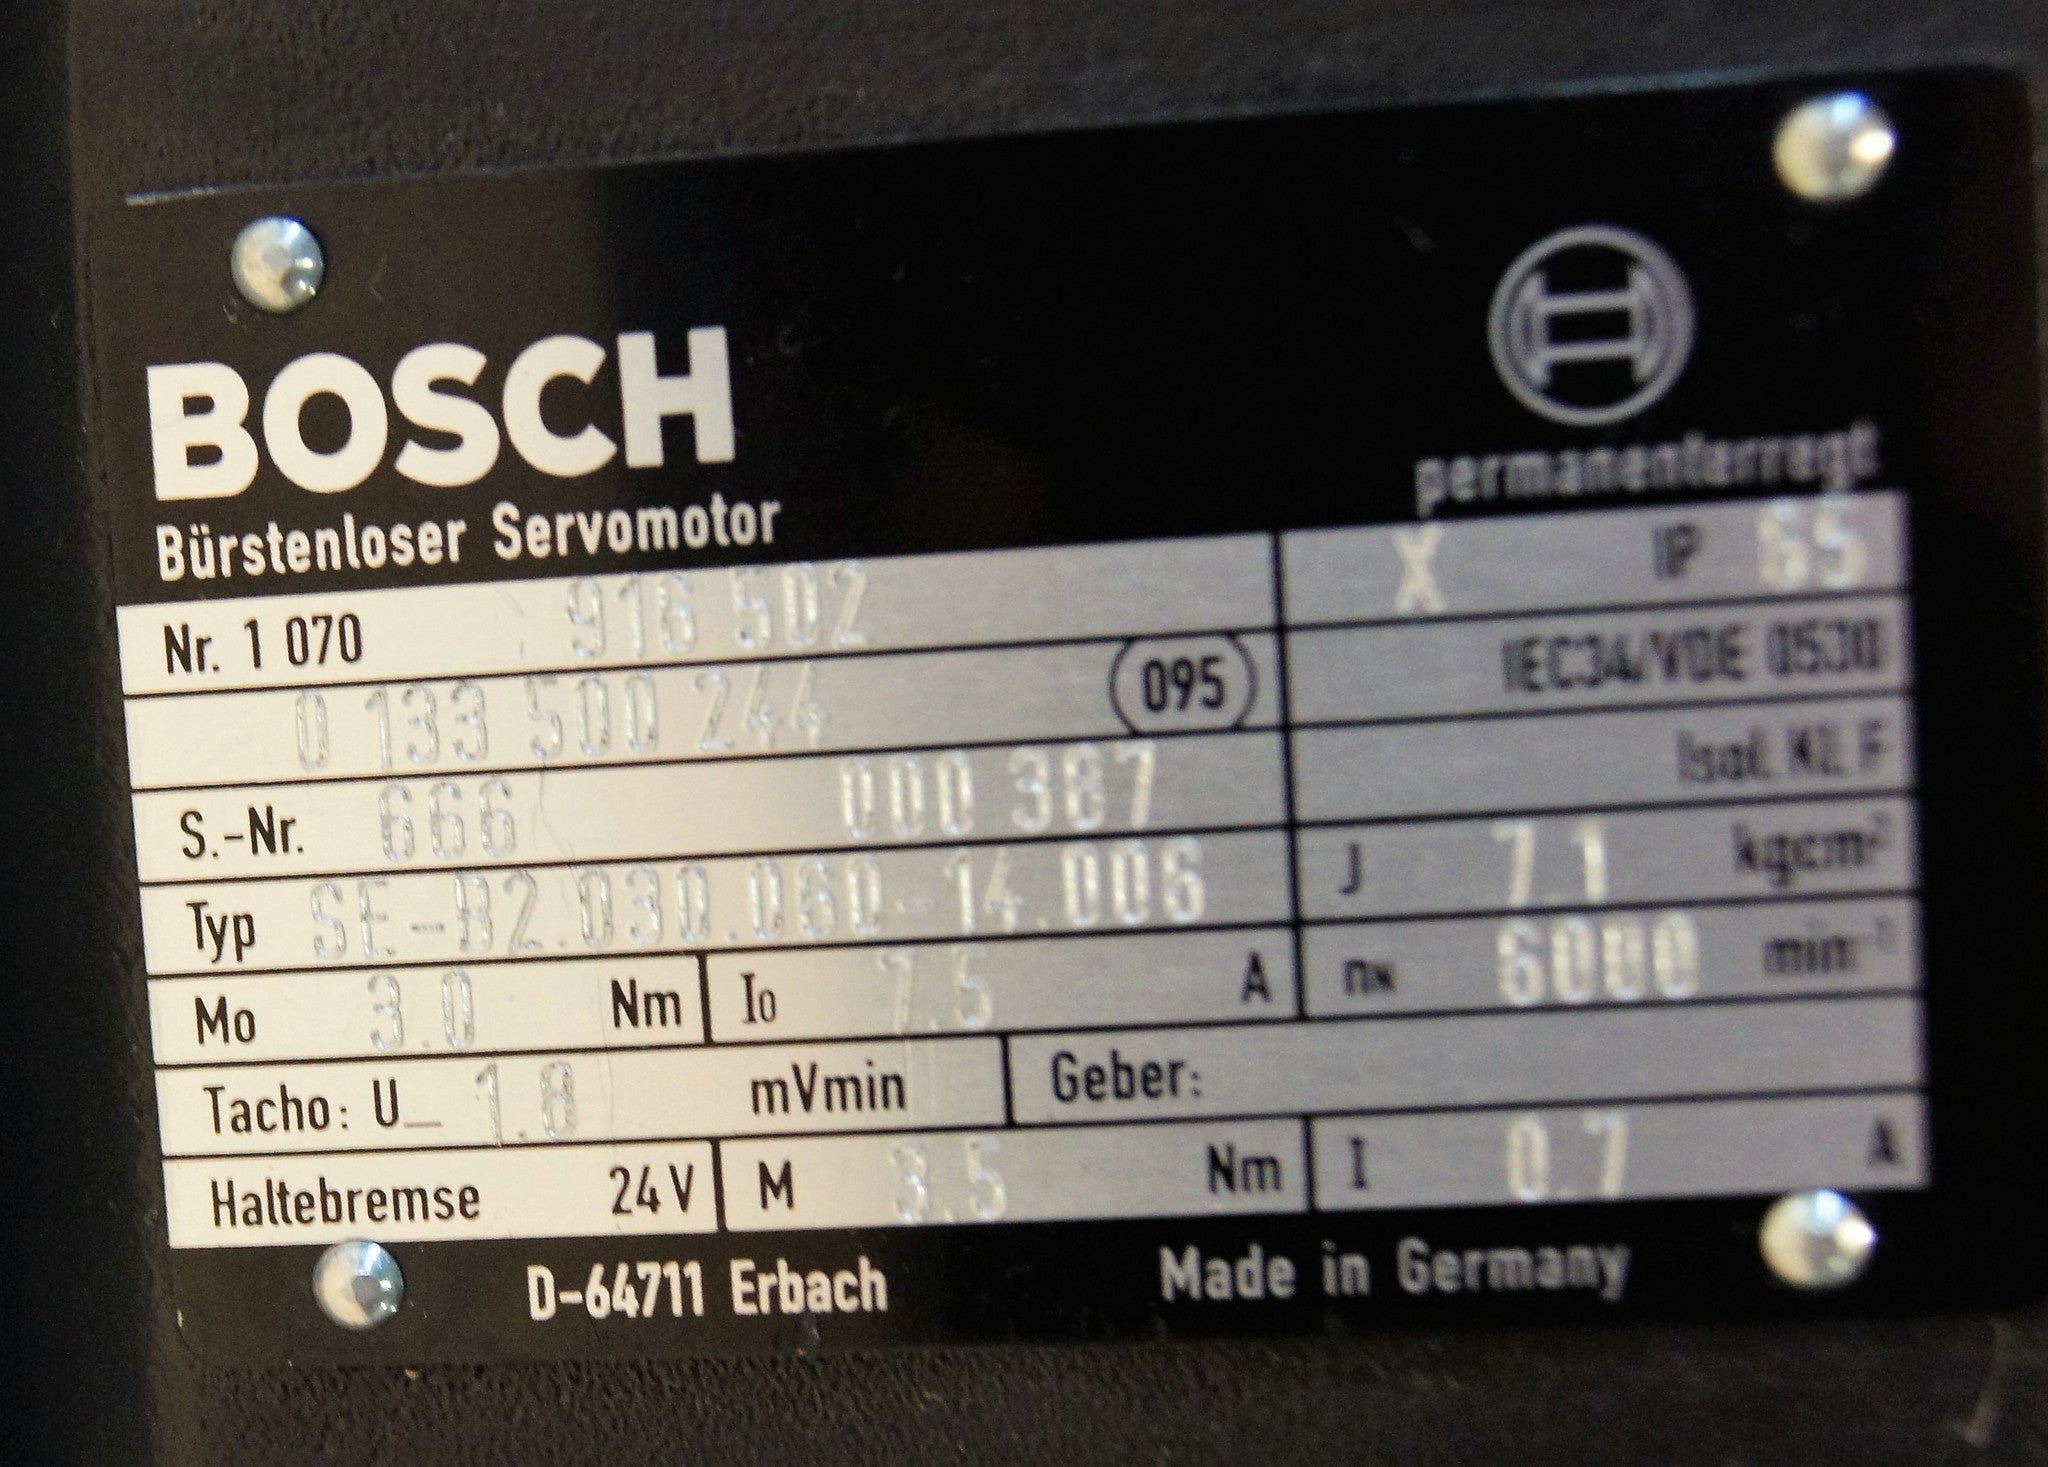 BOSCH
Bürstenloser Servomotor
permanenterregt
Nr. 1 070 916 502
X IP 65
0 133 500 244 095
IEC34/VDE 0530
S.-Nr. 666 000 387
Isol. Kl. F
Typ SE-B2.030.060-14.006
J 7.1 kgcm²
Mo 3.0 Nm Io 7.5 A
nN 6000 min⁻¹
Tacho: U_ 1.8 mVmin Geber:
Haltebremse 24V M 3.5 Nm I 0.7 A
D-64711 Erbach Made in Germany